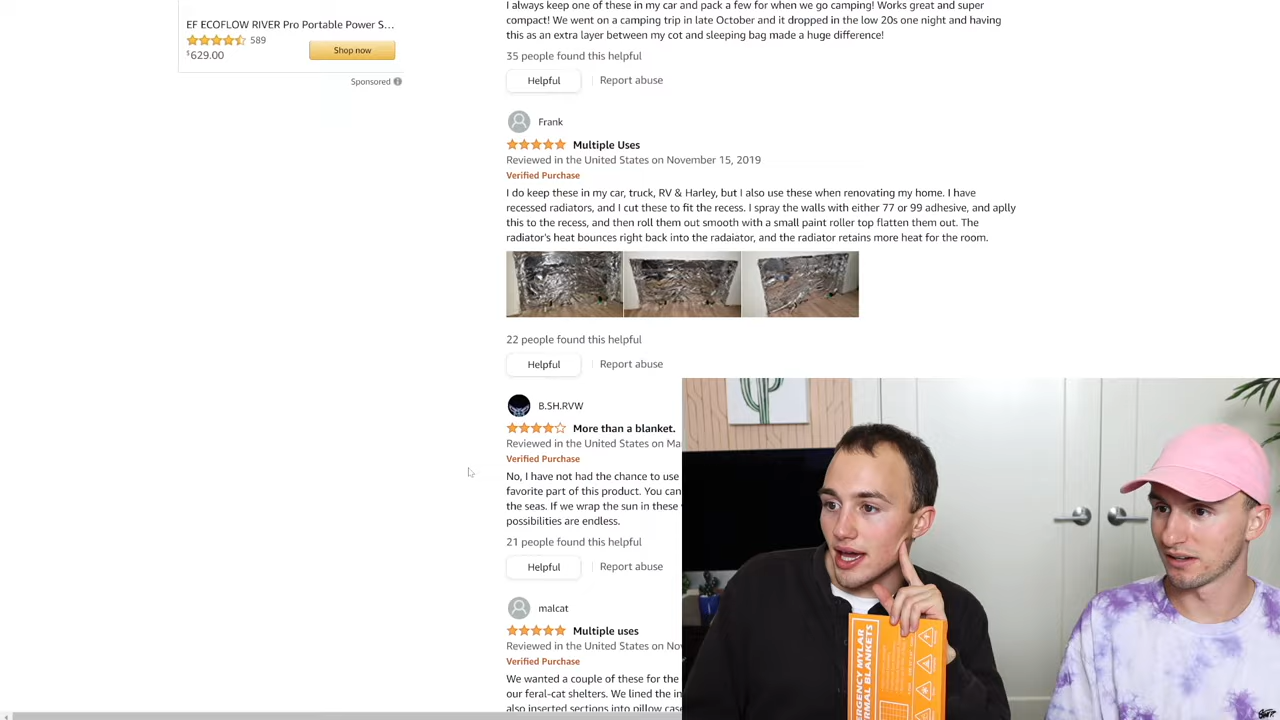 EF ECOFLOW RIVER Pro Portable Power S...
589
$629.00
Shop now
Sponsored
I always keep one of these in my car and pack a few for when we go camping! Works great and super
compact! We went on a camping trip in late October and it dropped in the low 20s one night and having
this as an extra layer between my cot and sleeping bag made a huge difference!
35 people found this helpful
Helpful
Report abuse
Frank
Multiple Uses
Reviewed in the United States on November 15, 2019
Verified Purchase
I do keep these in my car, truck, RV & Harley, but I also use these when renovating my home. I have
recessed radiators, and I cut these to fit the recess. I spray the walls with either 77 or 99 adhesive, and aplly
this to the recess, and then roll them out smooth with a small paint roller top flatten them out. The
radiator's heat bounces right back into the radaiator, and the radiator retains more heat for the room.
22 people found this helpful
Helpful
Report abuse
B.SH.RVW
More than a blanket.
Reviewed in the United States on Ma
Verified Purchase
No, I have not had the chance to use
favorite part of this product. You can
the seas. If we wrap the sun in these
possibilities are endless.
21 people found this helpful
Helpful
Report abuse
malcat
Multiple uses
Reviewed in the United States on No
Verified Purchase
We wanted a couple of these for the
our feral-cat shelters. We lined the in
also inserted sections into pillow case
ERGENCY MYLAR
ERMAL BLANKETS